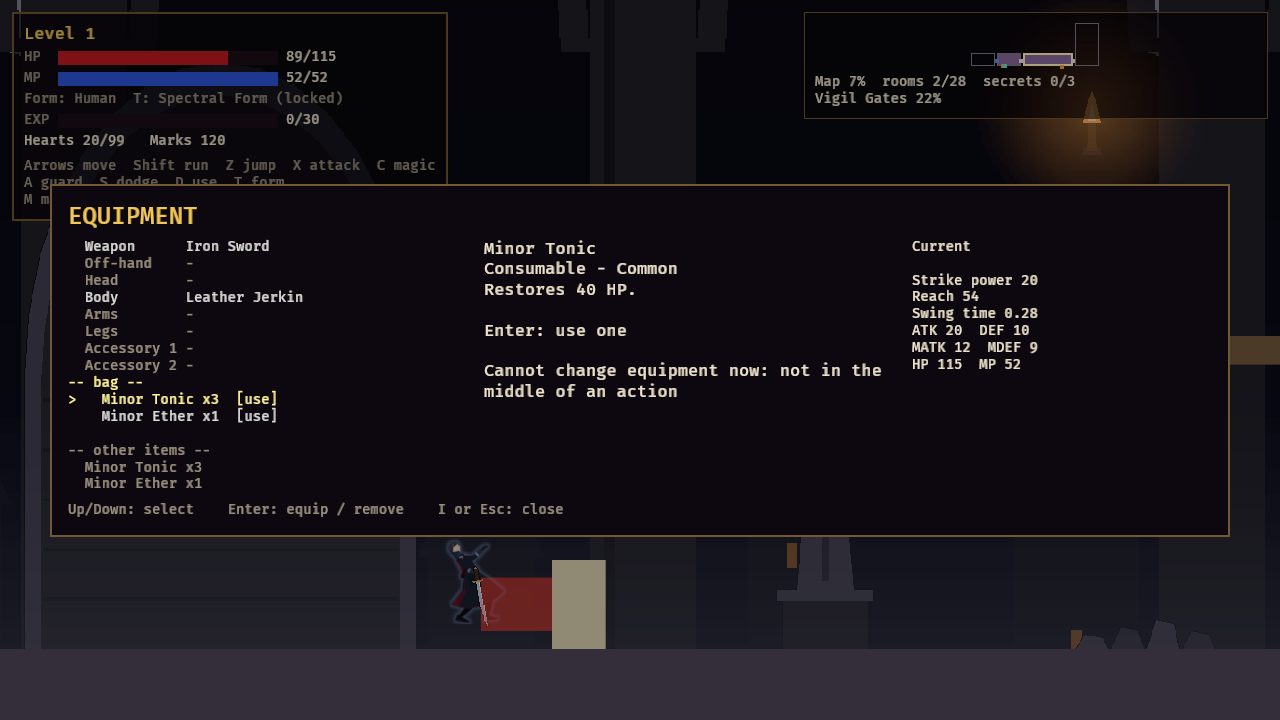 Level 1
HP 89/115
MP 52/52
Form: Human T: Spectral Form (locked)
EXP 0/30
Hearts 20/99 Marks 120
Arrows move Shift run Z jump X attack C magic
A guard S dodge D use T form
Map 7% rooms 2/28 secrets 0/3
Vigil Gates 22%
EQUIPMENT
Weapon Iron Sword
Off-hand -
Head -
Body Leather Jerkin
Arms -
Legs -
Accessory 1 -
Accessory 2 -
-- bag --
> Minor Tonic x3 [use]
Minor Ether x1 [use]
-- other items --
Minor Tonic x3
Minor Ether x1
Up/Down: select Enter: equip / remove I or Esc: close
Minor Tonic
Consumable - Common
Restores 40 HP.
Enter: use one
Cannot change equipment now: not in the
middle of an action
Current
Strike power 20
Reach 54
Swing time 0.28
ATK 20 DEF 10
MATK 12 MDEF 9
HP 115 MP 52